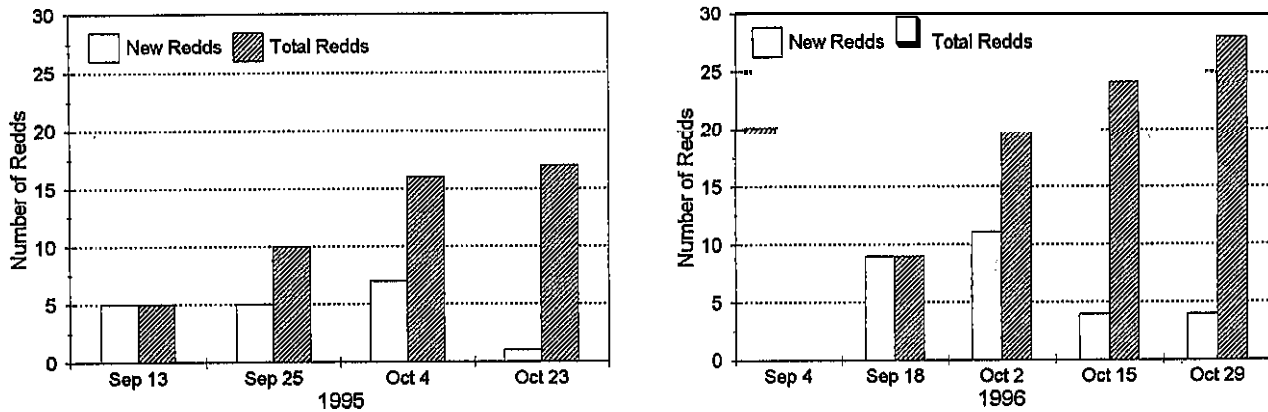 30
25
20
15
10
5
0
Number of Redds
New Redds Total Redds
Sep 13 Sep 25 Oct 4 Oct 23
1995
30
25
20
15
10
5
0
Number of Redds
New Redds Total Redds
Sep 4 Sep 18 Oct 2 Oct 15 Oct 29
1996